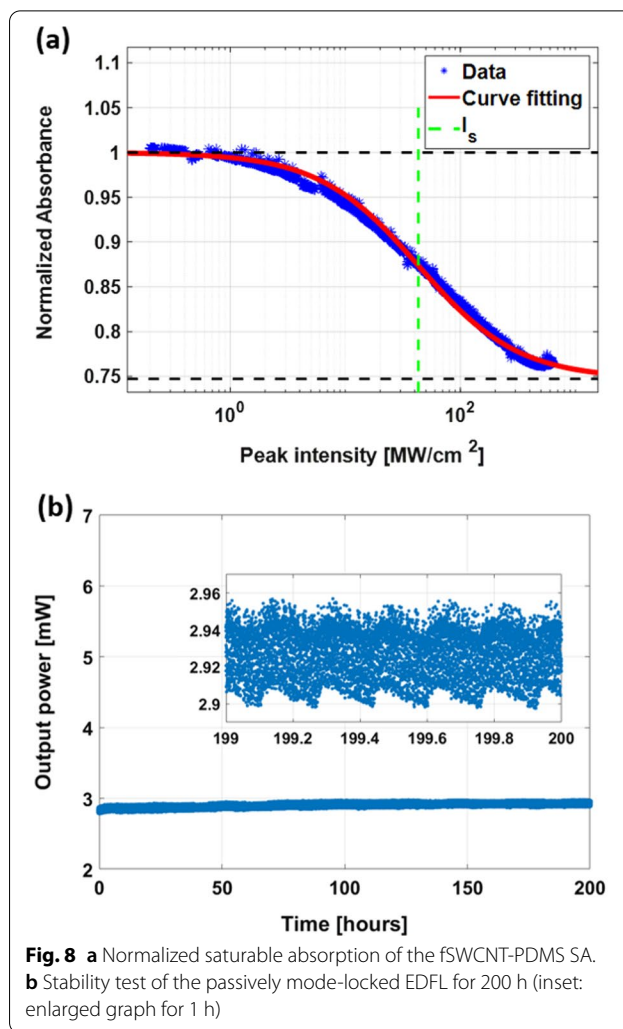 (a)
Data
Curve fitting
I_s
1.1
1.05
1
0.95
0.9
0.85
0.8
0.75
Normalized Absorbance
10^0
10^2
Peak intensity [MW/cm ^2]
(b)
7
6
5
4
3
2
Output power [mW]
2.96
2.94
2.92
2.9
199
199.2
199.4
199.6
199.8
200
0
50
100
150
200
Time [hours]
Fig. 8 a Normalized saturable absorption of the fSWCNT-PDMS SA.
b Stability test of the passively mode-locked EDFL for 200 h (inset:
enlarged graph for 1 h)